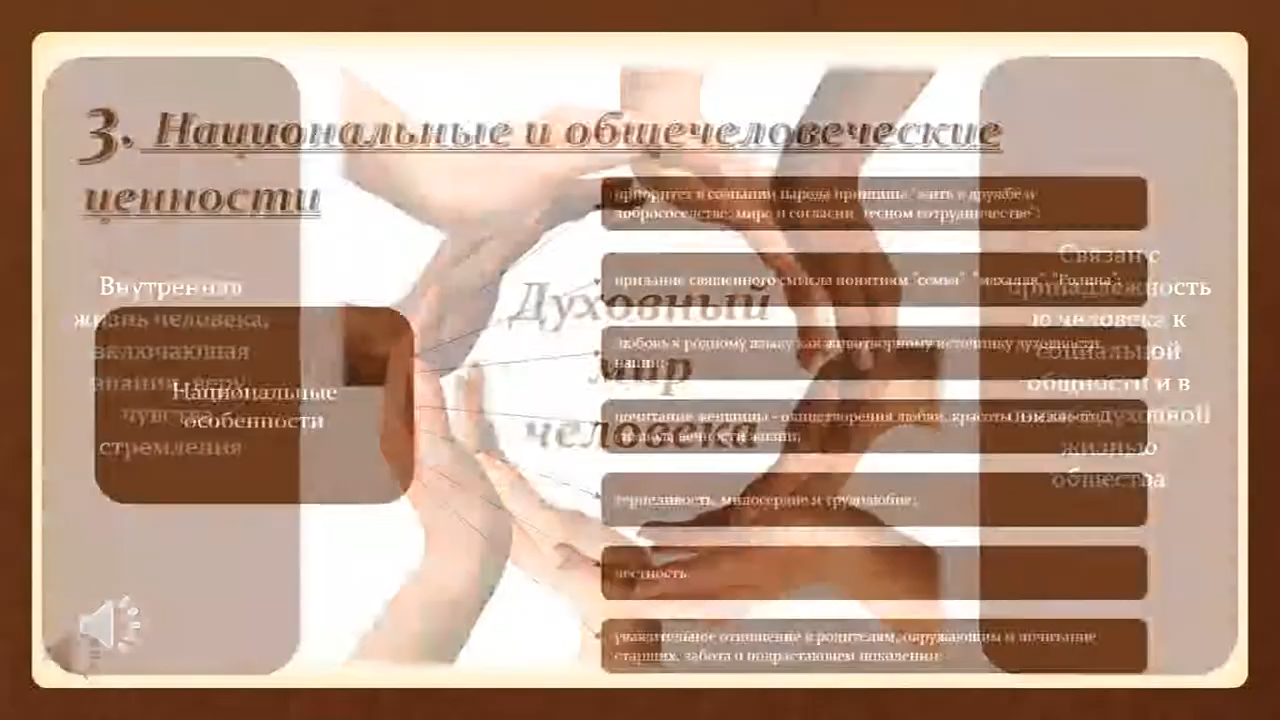 3. Национальные и общечеловеческие
ценности
Внутренняя
жизнь человека,
включающая
знания, веру,
чувства,
стремления
Национальные
особенности
Духовный
мир
человека
приоритет в сознании народа принципа "жить в дружбе и
добрососедстве, мире и согласии, тесном сотрудничестве";
придание священного смысла понятиям "семья", "махалля", "Родина";
любовь к родному языку как животворному источнику духовности
нации;
почитание женщины - олицетворения любви, красоты и
символа вечности жизни;
терпеливость, милосердие и трудолюбие;
честность,
уважительное отношение к родителям, окружающим и почитание
старших, забота о подрастающем поколении;
Связан с
принадлежность
ю человека к
социальной
общности и в
духовной
жизнью
общества